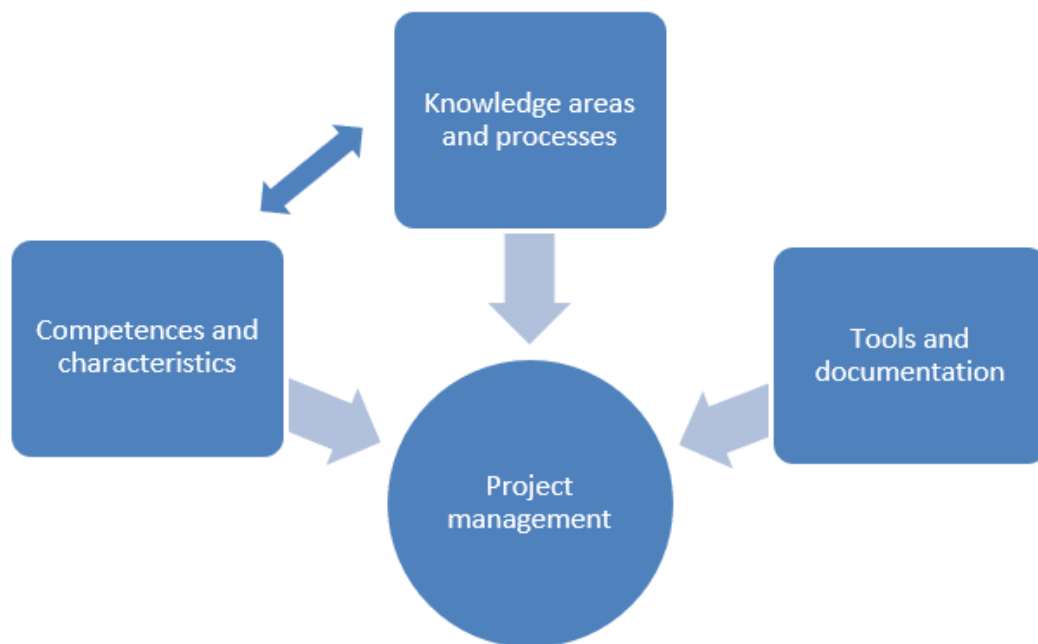 Knowledge areas
and processes
Competences and
characteristics
Tools and
documentation
Project
management